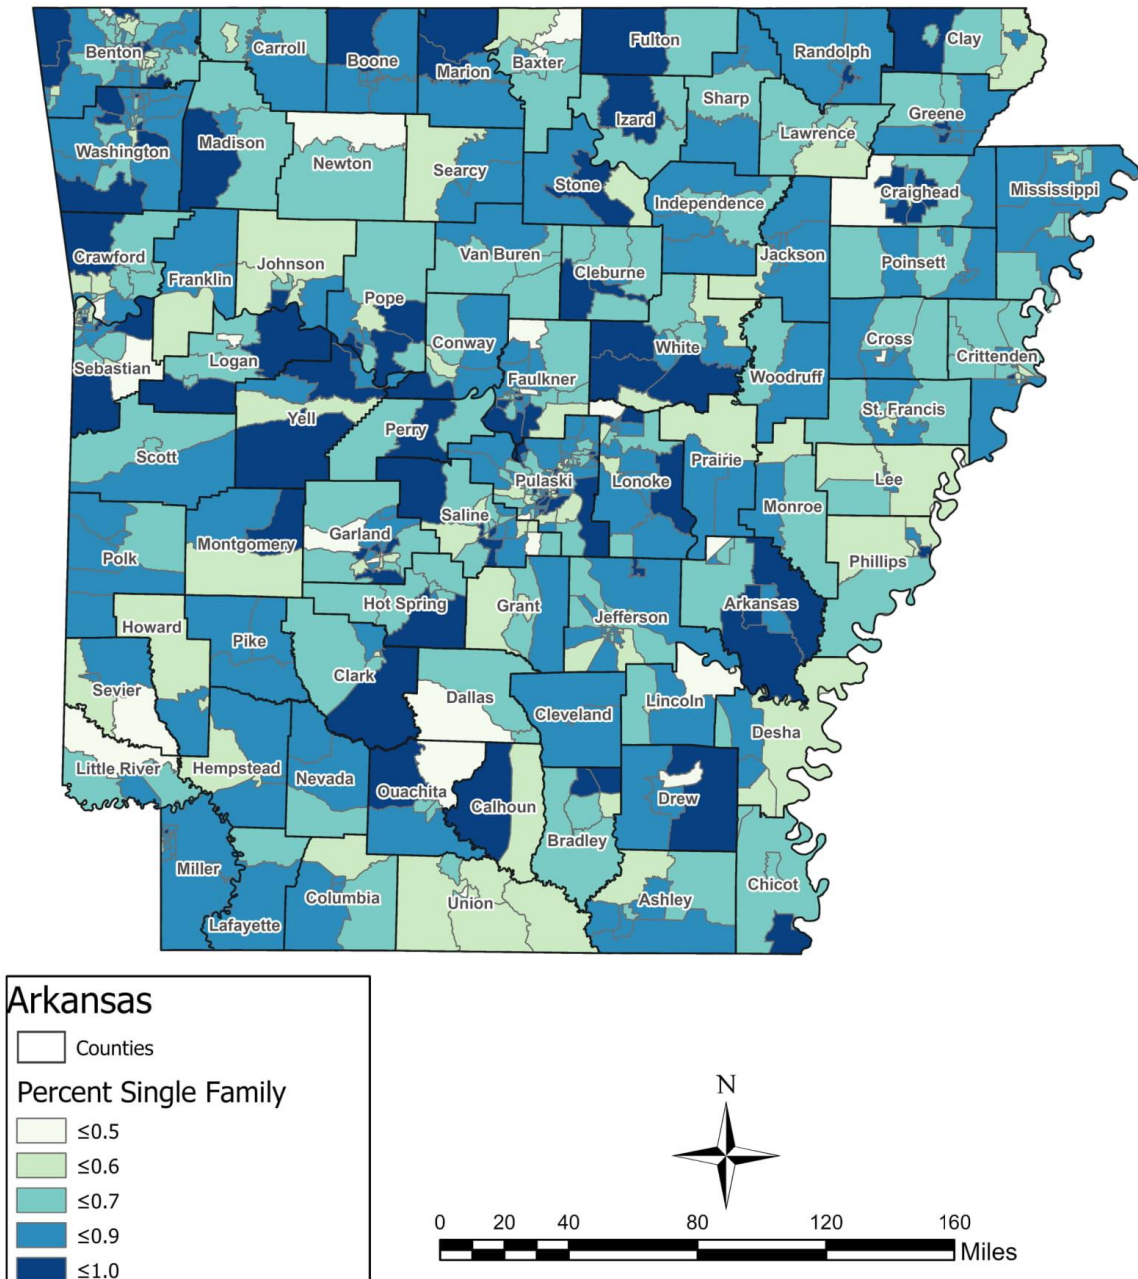 Benton
Carroll
Boone
Marion
Baxter
Fulton
Randolph
Clay
Sharp
Izard
Greene
Lawrence
Washington
Madison
Newton
Searcy
Stone
Independence
Craighead
Mississippi
Crawford
Franklin
Johnson
Pope
Van Buren
Cleburne
Jackson
Poinsett
Sebastian
Logan
Conway
Faulkner
White
Woodruff
Cross
Crittenden
St. Francis
Yell
Perry
Scott
Pulaski
Lonoke
Prairie
Lee
Saline
Monroe
Garland
Montgomery
Polk
Phillips
Hot Spring
Grant
Jefferson
Arkansas
Howard
Pike
Clark
Sevier
Dallas
Cleveland
Lincoln
Desha
Little River
Hempstead
Nevada
Ouachita
Calhoun
Drew
Bradley
Miller
Lafayette
Columbia
Union
Ashley
Chicot
Arkansas
Counties
Percent Single Family
≤0.5
≤0.6
≤0.7
≤0.9
≤1.0
N
0 20 40 80 120 160
Miles